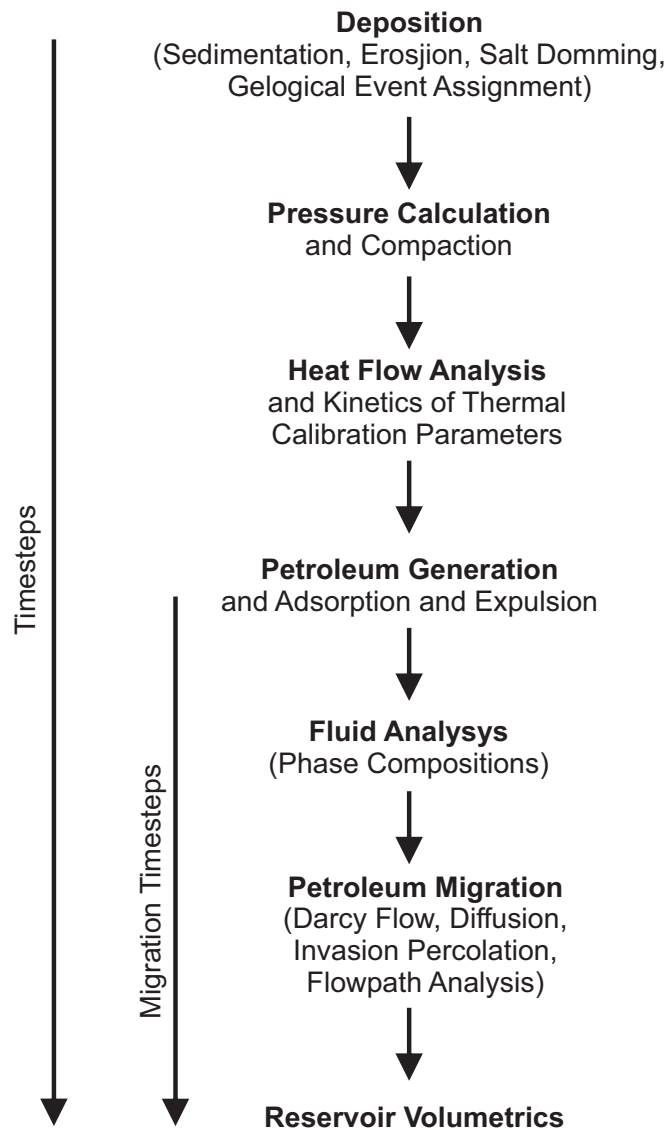 Deposition
(Sedimentation, Erosjion, Salt Domming,
Gelogical Event Assignment)
Pressure Calculation
and Compaction
Heat Flow Analysis
and Kinetics of Thermal
Calibration Parameters
Timesteps
Petroleum Generation
and Adsorption and Expulsion
Fluid Analysys
(Phase Compositions)
Migration Timesteps
Petroleum Migration
(Darcy Flow, Diffusion,
Invasion Percolation,
Flowpath Analysis)
Reservoir Volumetrics